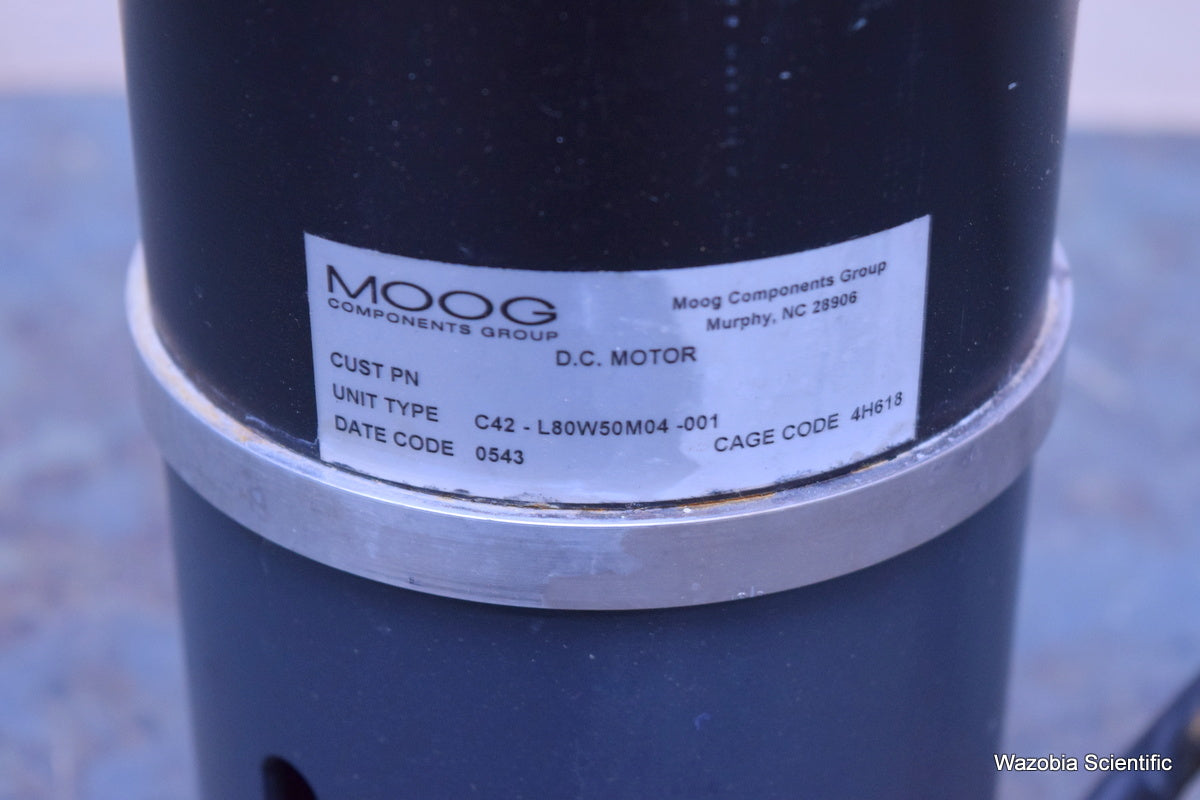 MOOG
COMPONENTS GROUP
Moog Components Group
Murphy, NC 28906
D.C. MOTOR
CUST PN
UNIT TYPE C42 - L80W50M04 -001
DATE CODE 0543
CAGE CODE 4H618
Wazobia Scientific